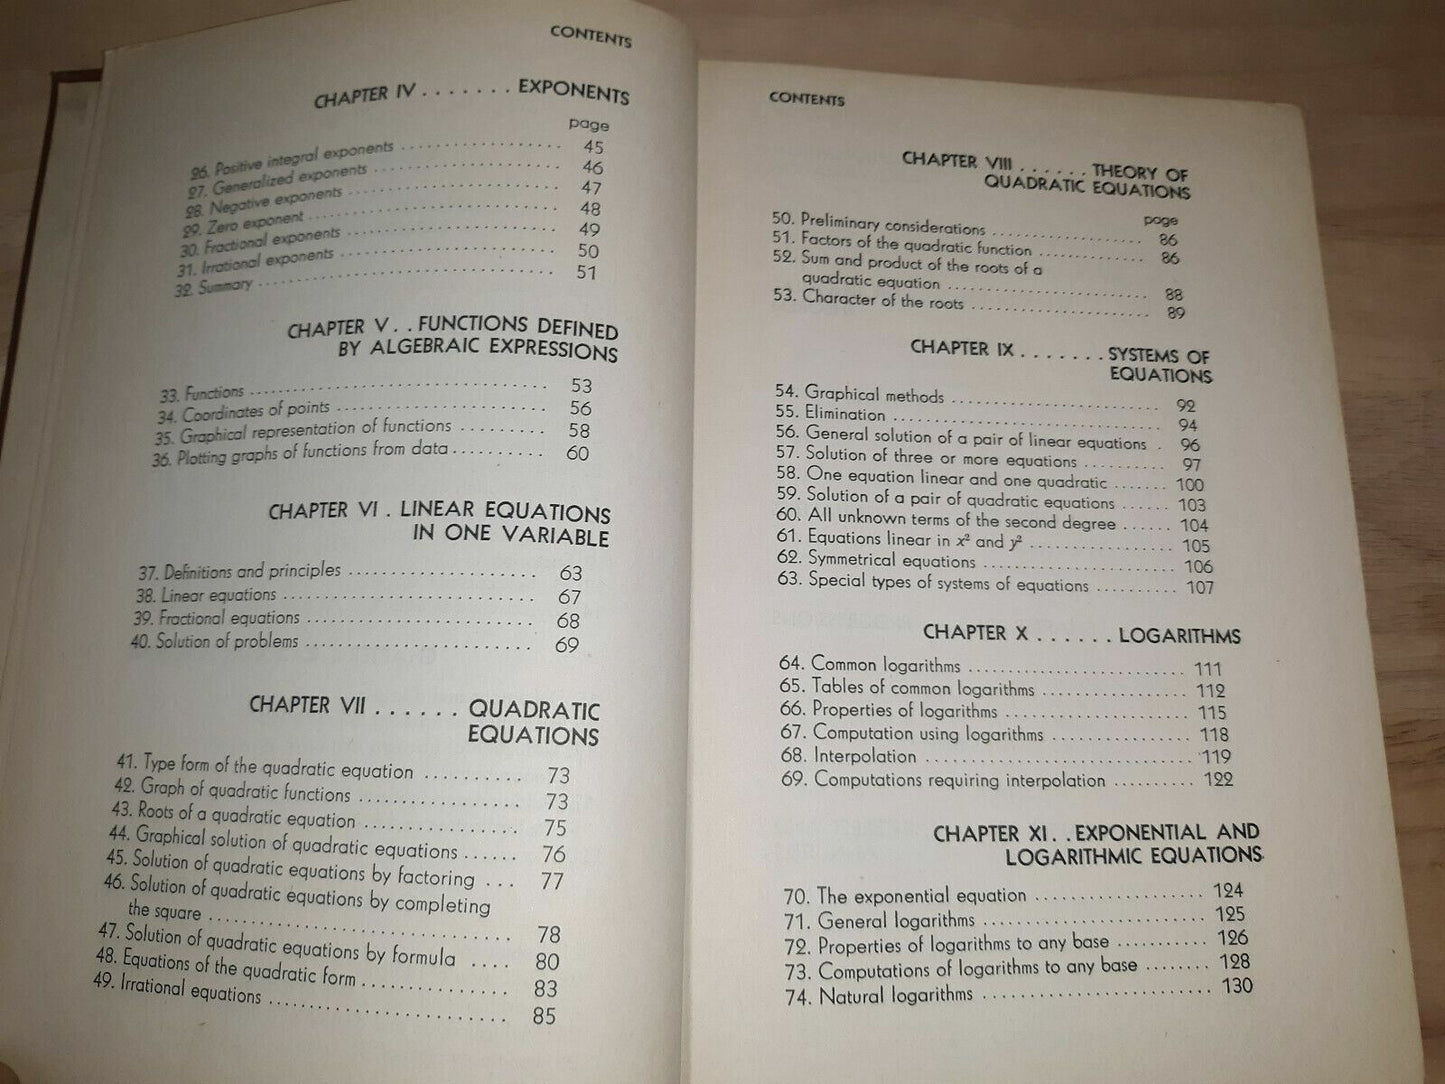 CONTENTS
CHAPTER IV . . . . . . . EXPONENTS
page
26. Positive integral exponents . . . . . . . . . . . . . . . . 45
27. Generalized exponents . . . . . . . . . . . . . . . . . . . 46
28. Negative exponents . . . . . . . . . . . . . . . . . . . . . 47
29. Zero exponent . . . . . . . . . . . . . . . . . . . . . . . . 48
30. Fractional exponents . . . . . . . . . . . . . . . . . . . . 49
31. Irrational exponents . . . . . . . . . . . . . . . . . . . . 50
32. Summary . . . . . . . . . . . . . . . . . . . . . . . . . . . 51
CHAPTER V . . FUNCTIONS DEFINED
BY ALGEBRAIC EXPRESSIONS
33. Functions . . . . . . . . . . . . . . . . . . . . . . . . . . . 53
34. Coordinates of points . . . . . . . . . . . . . . . . . . . 56
35. Graphical representation of functions . . . . . . . . . 58
36. Plotting graphs of functions from data . . . . . . . . . . 60
CHAPTER VI . LINEAR EQUATIONS
IN ONE VARIABLE
37. Definitions and principles . . . . . . . . . . . . . . . . . . 63
38. Linear equations . . . . . . . . . . . . . . . . . . . . . . . . 67
39. Fractional equations . . . . . . . . . . . . . . . . . . . . . 68
40. Solution of problems . . . . . . . . . . . . . . . . . . . . . 69
CHAPTER VII . . . . . . QUADRATIC
EQUATIONS
41. Type form of the quadratic equation . . . . . . . . . . 73
42. Graph of quadratic functions . . . . . . . . . . . . . . . 73
43. Roots of a quadratic equation . . . . . . . . . . . . . . . 75
44. Graphical solution of quadratic equations . . . . . . 76
45. Solution of quadratic equations by factoring . . . 77
46. Solution of quadratic equations by completing
the square . . . . . . . . . . . . . . . . . . . . . . . . . . . . 78
47. Solution of quadratic equations by formula . . . . 80
48. Equations of the quadratic form . . . . . . . . . . . . . . 83
49. Irrational equations . . . . . . . . . . . . . . . . . . . . . . . 85
CONTENTS
CHAPTER VIII . . . . . . THEORY OF
QUADRATIC EQUATIONS
page
50. Preliminary considerations . . . . . . . . . . . . . . . . 86
51. Factors of the quadratic function . . . . . . . . . . . . 86
52. Sum and product of the roots of a
quadratic equation . . . . . . . . . . . . . . . . . . . . . . 88
53. Character of the roots . . . . . . . . . . . . . . . . . . . . 89
CHAPTER IX . . . . . . . SYSTEMS OF
EQUATIONS
54. Graphical methods . . . . . . . . . . . . . . . . . . . . . . 92
55. Elimination . . . . . . . . . . . . . . . . . . . . . . . . . . . . 94
56. General solution of a pair of linear equations . 96
57. Solution of three or more equations . . . . . . . . . . 97
58. One equation linear and one quadratic . . . . . . . 100
59. Solution of a pair of quadratic equations . . . . . . 103
60. All unknown terms of the second degree . . . . . . 104
61. Equations linear in x² and y² . . . . . . . . . . . . . . . . 105
62. Symmetrical equations . . . . . . . . . . . . . . . . . . . . . 106
63. Special types of systems of equations . . . . . . . . . . 107
CHAPTER X . . . . . . LOGARITHMS
64. Common logarithms . . . . . . . . . . . . . . . . . . . . . . . 111
65. Tables of common logarithms . . . . . . . . . . . . . . . . 112
66. Properties of logarithms . . . . . . . . . . . . . . . . . . . . 115
67. Computation using logarithms . . . . . . . . . . . . . . . 118
68. Interpolation . . . . . . . . . . . . . . . . . . . . . . . . . . . . . 119
69. Computations requiring interpolation . . . . . . . . . . 122
CHAPTER XI . . EXPONENTIAL AND
LOGARITHMIC EQUATIONS
70. The exponential equation . . . . . . . . . . . . . . . . . . . 124
71. General logarithms . . . . . . . . . . . . . . . . . . . . . . . . 125
72. Properties of logarithms to any base . . . . . . . . . . . 126
73. Computations of logarithms to any base . . . . . . . . 128
74. Natural logarithms . . . . . . . . . . . . . . . . . . . . . . . . 130